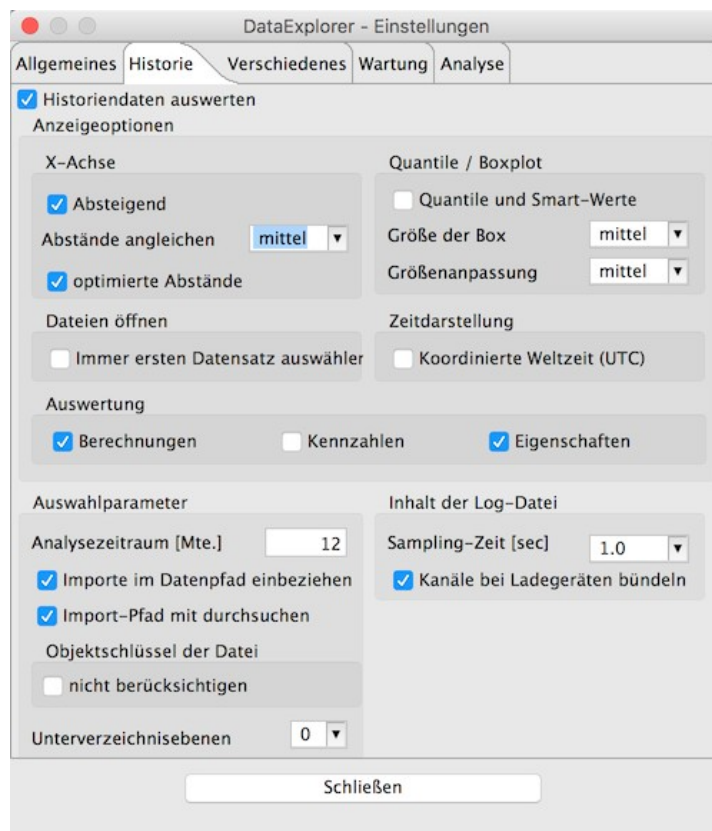 DataExplorer - Einstellungen
Allgemeines Historie Verschiedenes Wartung Analyse
Historiendaten auswerten
Anzeigeoptionen
X-Achse
Absteigend
Abstände angleichen mittel
optimierte Abstände
Quantile / Boxplot
Quantile und Smart-Werte
Größe der Box mittel
Größenanpassung mittel
Dateien öffnen
Immer ersten Datensatz auswähler
Zeitdarstellung
Koordinierte Weltzeit (UTC)
Auswertung
Berechnungen Kennzahlen Eigenschaften
Auswahlparameter
Analysezeitraum [Mte.] 12
Importe im Datenpfad einbeziehen
Import-Pfad mit durchsuchen
Objektschlüssel der Datei
nicht berücksichtigen
Unterverzeichnisebenen 0
Inhalt der Log-Datei
Sampling-Zeit [sec] 1.0
Kanäle bei Ladegeräten bündeln
Schließen